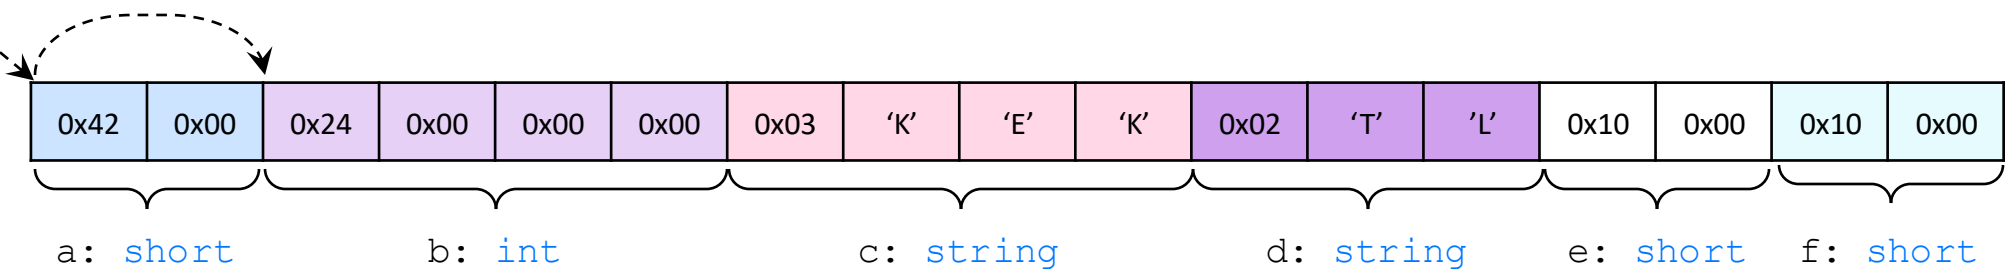 0x42 0x00 0x24 0x00 0x00 0x00 0x03 ‘K’ ‘E’ ‘K’ 0x02 ‘T’ ’L’ 0x10 0x00 0x10 0x00
a: short b: int c: string d: string e: short f: short